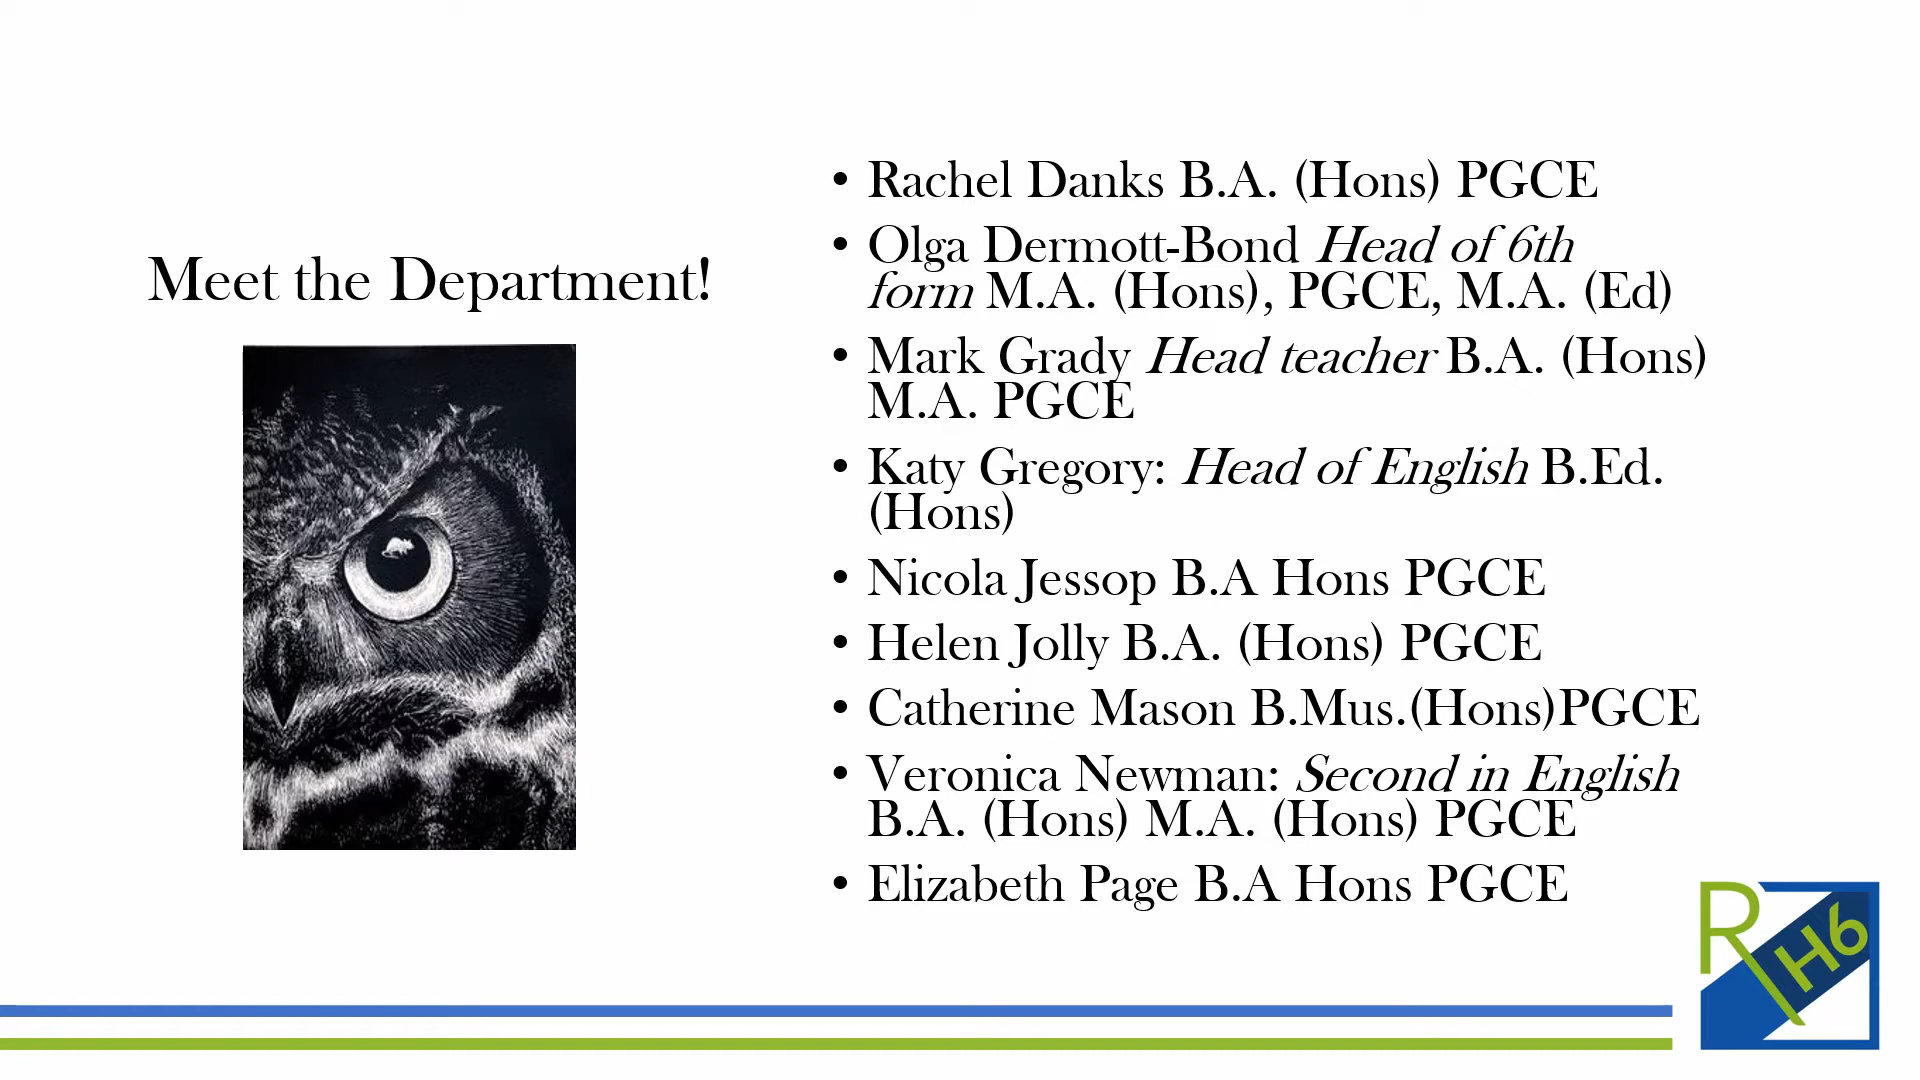 Meet the Department!
• Rachel Danks B.A. (Hons) PGCE
• Olga Dermott-Bond Head of 6th
form M.A. (Hons), PGCE, M.A. (Ed)
• Mark Grady Head teacher B.A. (Hons)
M.A. PGCE
• Katy Gregory: Head of English B.Ed.
(Hons)
• Nicola Jessop B.A Hons PGCE
• Helen Jolly B.A. (Hons) PGCE
• Catherine Mason B.Mus.(Hons)PGCE
• Veronica Newman: Second in English
B.A. (Hons) M.A. (Hons) PGCE
• Elizabeth Page B.A Hons PGCE
RH6